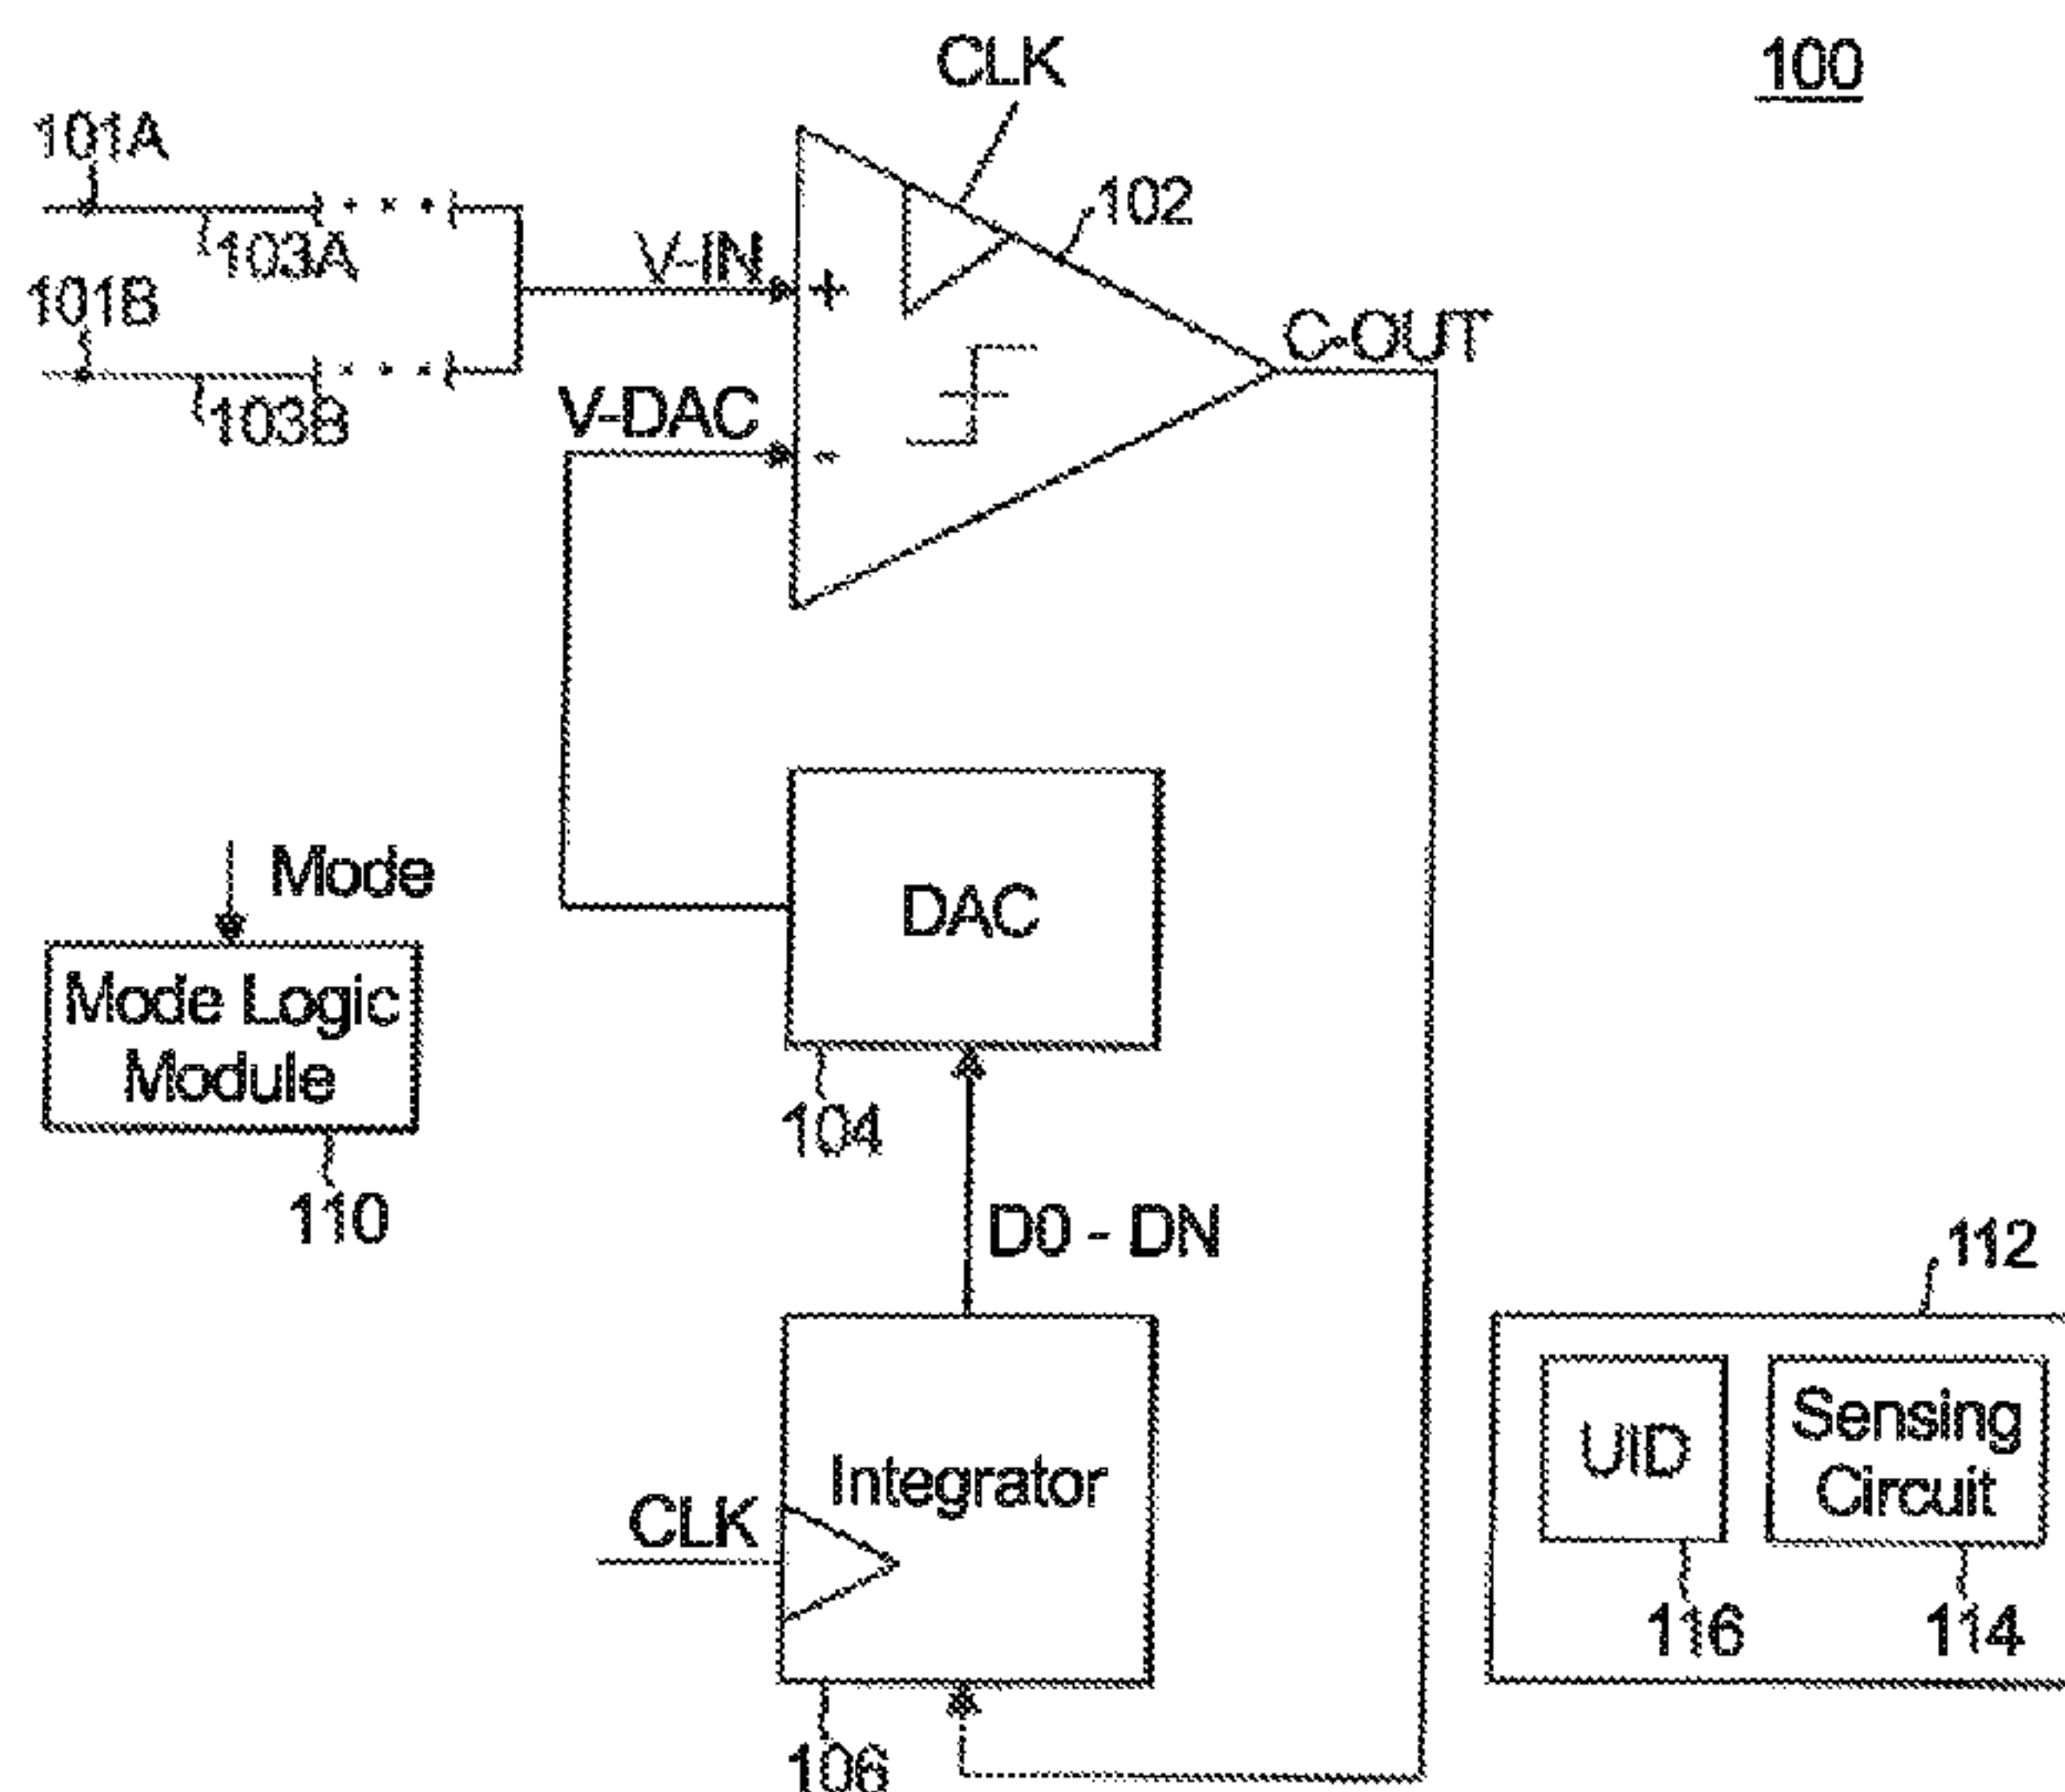 CLK
100
101A
102
103A
V-IN
+
101B
C-OUT
103B
V-DAC
-
Mode
DAC
Mode Logic
Module
104
110
D0 - DN
112
Integrator
UID
Sensing
Circuit
CLK
116
114
106